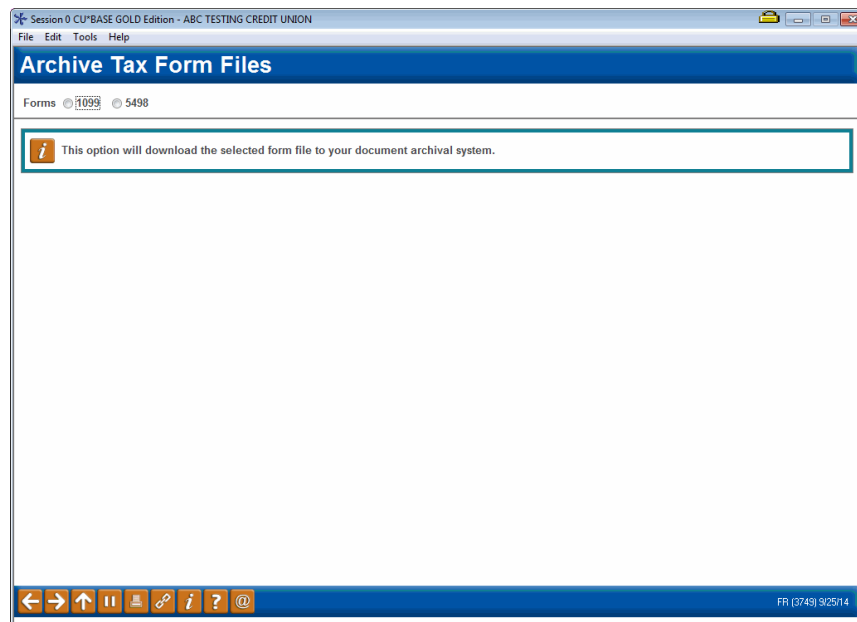 Session 0 CU*BASE GOLD Edition - ABC TESTING CREDIT UNION
File Edit Tools Help
Archive Tax Form Files
Forms 1099 5498
i This option will download the selected form file to your document archival system.
i ? @ FR (3749) 9/25/14